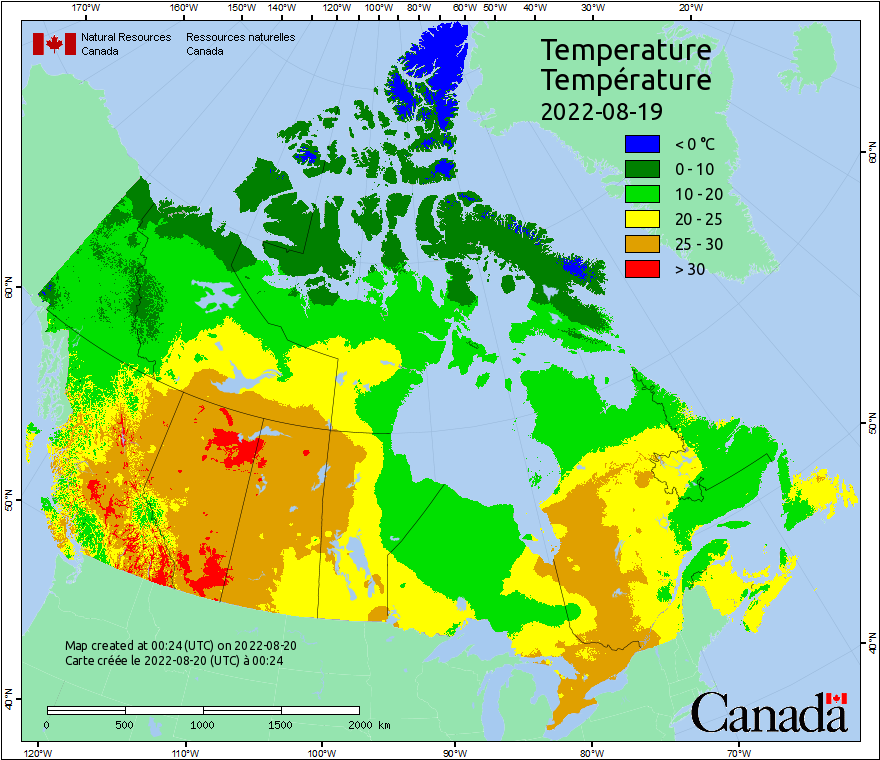 170°W 160°W 150°W 140°W 130°W 120°W 110°W 100°W 80°W 60°W 50°W 40°W 30°W 20°W
Natural Resources Canada
Ressources naturelles Canada
Temperature
Température
2022-08-19
< 0 °C
0 - 10
10 - 20
20 - 25
25 - 30
> 30
60°N
50°N
40°N
60°N
50°N
40°N
Map created at 00:24 (UTC) on 2022-08-20
Carte créée le 2022-08-20 (UTC) à 00:24
0 500 1000 1500 2000 km
Canada
120°W 110°W 100°W 90°W 80°W 70°W